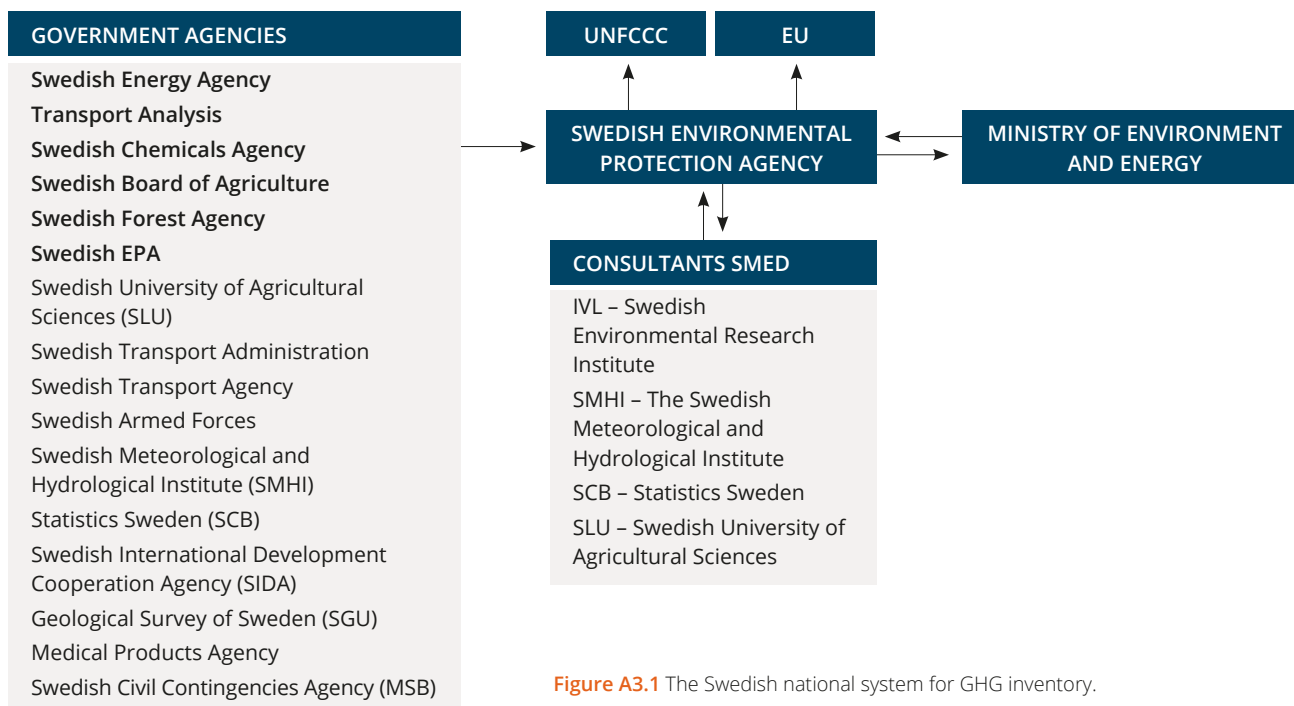 GOVERNMENT AGENCIES
Swedish Energy Agency
Transport Analysis
Swedish Chemicals Agency
Swedish Board of Agriculture
Swedish Forest Agency
Swedish EPA
Swedish University of Agricultural
Sciences (SLU)
Swedish Transport Administration
Swedish Transport Agency
Swedish Armed Forces
Swedish Meteorological and
Hydrological Institute (SMHI)
Statistics Sweden (SCB)
Swedish International Development
Cooperation Agency (SIDA)
Geological Survey of Sweden (SGU)
Medical Products Agency
Swedish Civil Contingencies Agency (MSB)
UNFCCC
EU
SWEDISH ENVIRONMENTAL
PROTECTION AGENCY
MINISTRY OF ENVIRONMENT
AND ENERGY
CONSULTANTS SMED
IVL – Swedish
Environmental Research
Institute
SMHI – The Swedish
Meteorological and
Hydrological Institute
SCB – Statistics Sweden
SLU – Swedish University of
Agricultural Sciences
Figure A3.1 The Swedish national system for GHG inventory.